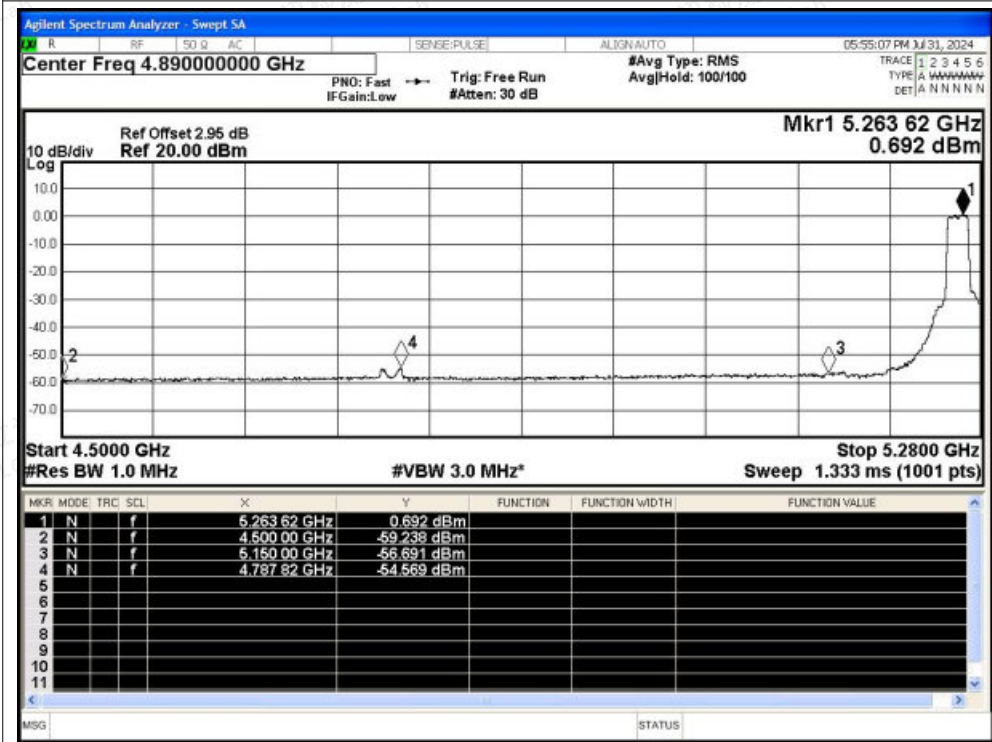 Agilent Spectrum Analyzer - Swept SA
LXI R RF 50 Ω AC SENSE:PULSE ALIGN AUTO 05:55:07 PM Jul 31, 2024
Center Freq 4.890000000 GHz #Avg Type: RMS TRACE 1 2 3 4 5 6
PNO: Fast Trig: Free Run Avg|Hold: 100/100 TYPE A WWWWW
IFGain:Low #Atten: 30 dB DET A N N N N N
Mkr1 5.263 62 GHz
Ref Offset 2.95 dB
10 dB/div Ref 20.00 dBm 0.692 dBm
Log
10.0
1
0.00
-10.0
-20.0
-30.0
-40.0
4
3
-50.0
2
-60.0
-70.0
Start 4.5000 GHz Stop 5.2800 GHz
#Res BW 1.0 MHz #VBW 3.0 MHz* Sweep 1.333 ms (1001 pts)
MKR MODE TRC SCL X Y FUNCTION FUNCTION WIDTH FUNCTION VALUE
1 N f 5.263 62 GHz 0.692 dBm
2 N f 4.500 00 GHz -59.238 dBm
3 N f 5.150 00 GHz -56.691 dBm
4 N f 4.787 82 GHz -54.569 dBm
5
6
7
8
9
10
11
MSG STATUS